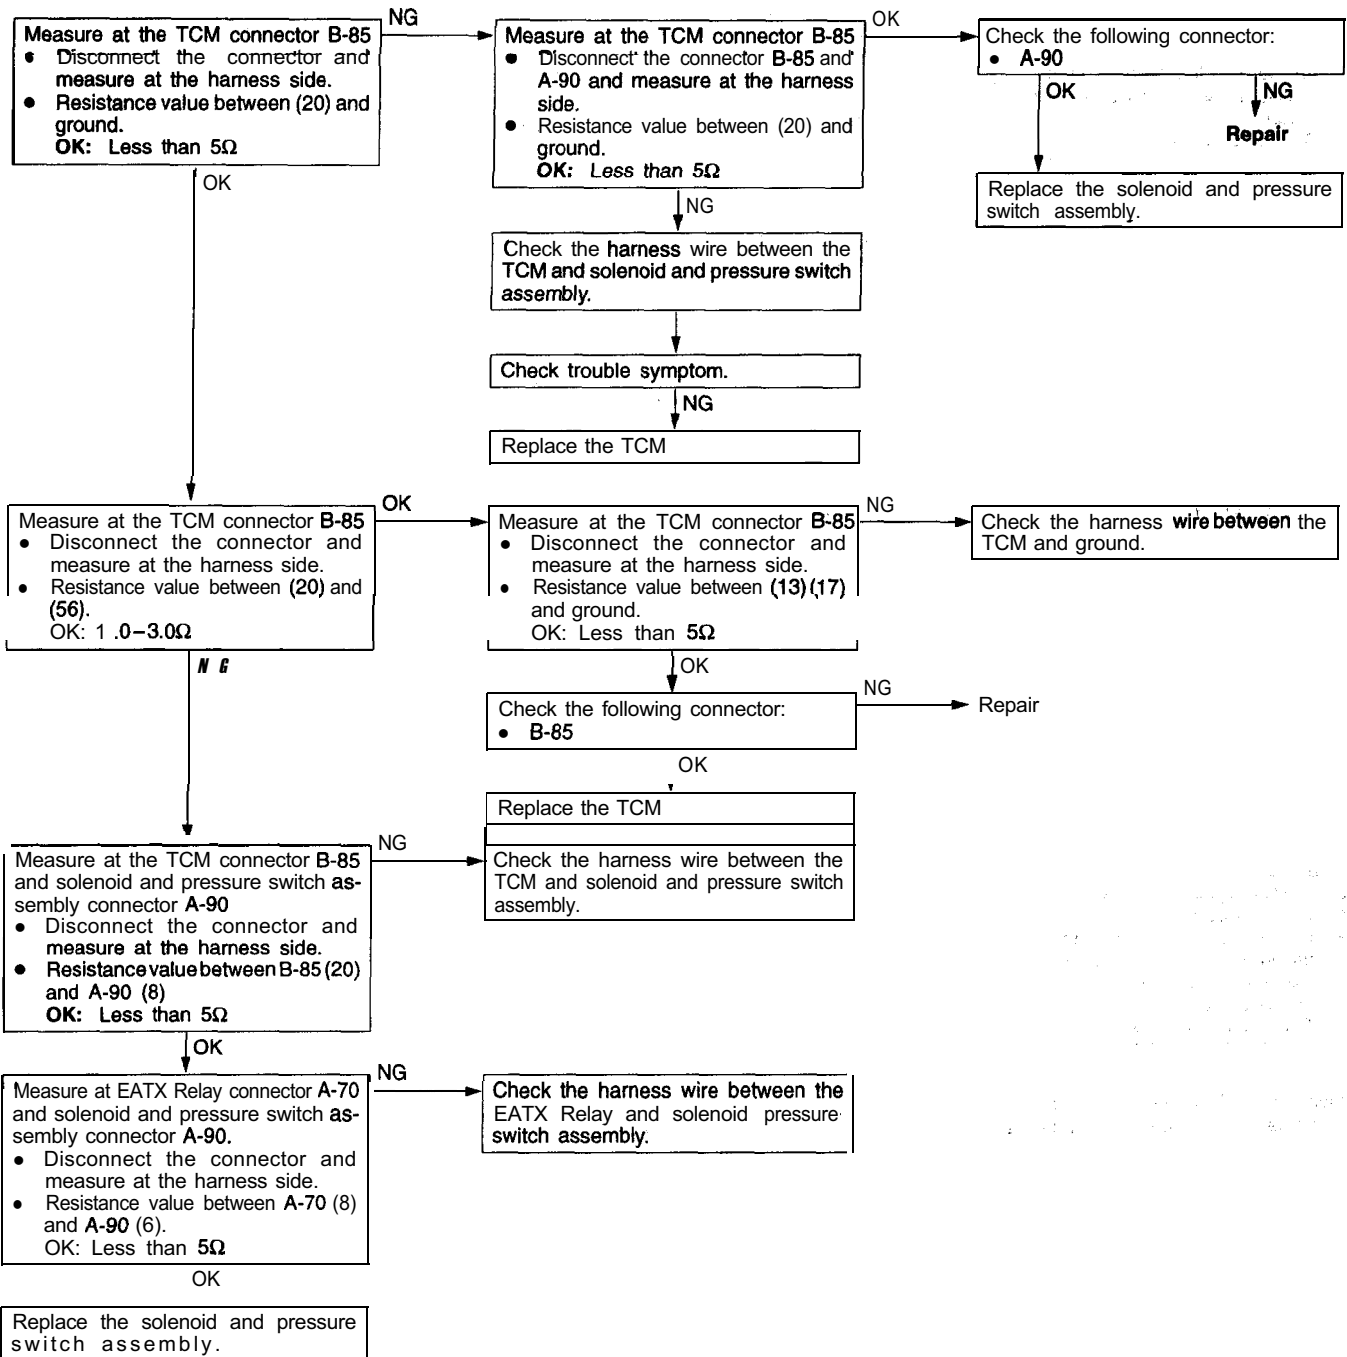 NG
Measure at the TCM connector B-85
● Disconnect the connector and
measure at the harness side.
● Resistance value between (20) and
ground.
OK: Less than 5Ω
OK
Measure at the TCM connector B-85
● Disconnect the connector B-85 and
A-90 and measure at the harness
side.
● Resistance value between (20) and
ground.
OK: Less than 5Ω
OK
Check the following connector:
● A-90
OK
NG
Repair
Replace the solenoid and pressure
switch assembly.
NG
Check the harness wire between the
TCM and solenoid and pressure switch
assembly.
Check trouble symptom.
NG
Replace the TCM
Measure at the TCM connector B-85
● Disconnect the connector and
measure at the harness side.
● Resistance value between (20) and
(56).
OK: 1 .0–3.0Ω
OK
NG
Measure at the TCM connector B-85
● Disconnect the connector and
measure at the harness side.
● Resistance value between (13) (17)
and ground.
OK: Less than 5Ω
NG
Check the harness wire between the
TCM and ground.
OK
Check the following connector:
● B-85
NG
Repair
OK
Replace the TCM
Measure at the TCM connector B-85
and solenoid and pressure switch as-
sembly connector A-90
● Disconnect the connector and
measure at the harness side.
● Resistance value between B-85 (20)
and A-90 (8)
OK: Less than 5Ω
NG
Check the harness wire between the
TCM and solenoid and pressure switch
assembly.
OK
Measure at EATX Relay connector A-70
and solenoid and pressure switch as-
sembly connector A-90.
● Disconnect the connector and
measure at the harness side.
● Resistance value between A-70 (8)
and A-90 (6).
OK: Less than 5Ω
NG
Check the harness wire between the
EATX Relay and solenoid pressure
switch assembly.
OK
Replace the solenoid and pressure
switch assembly.